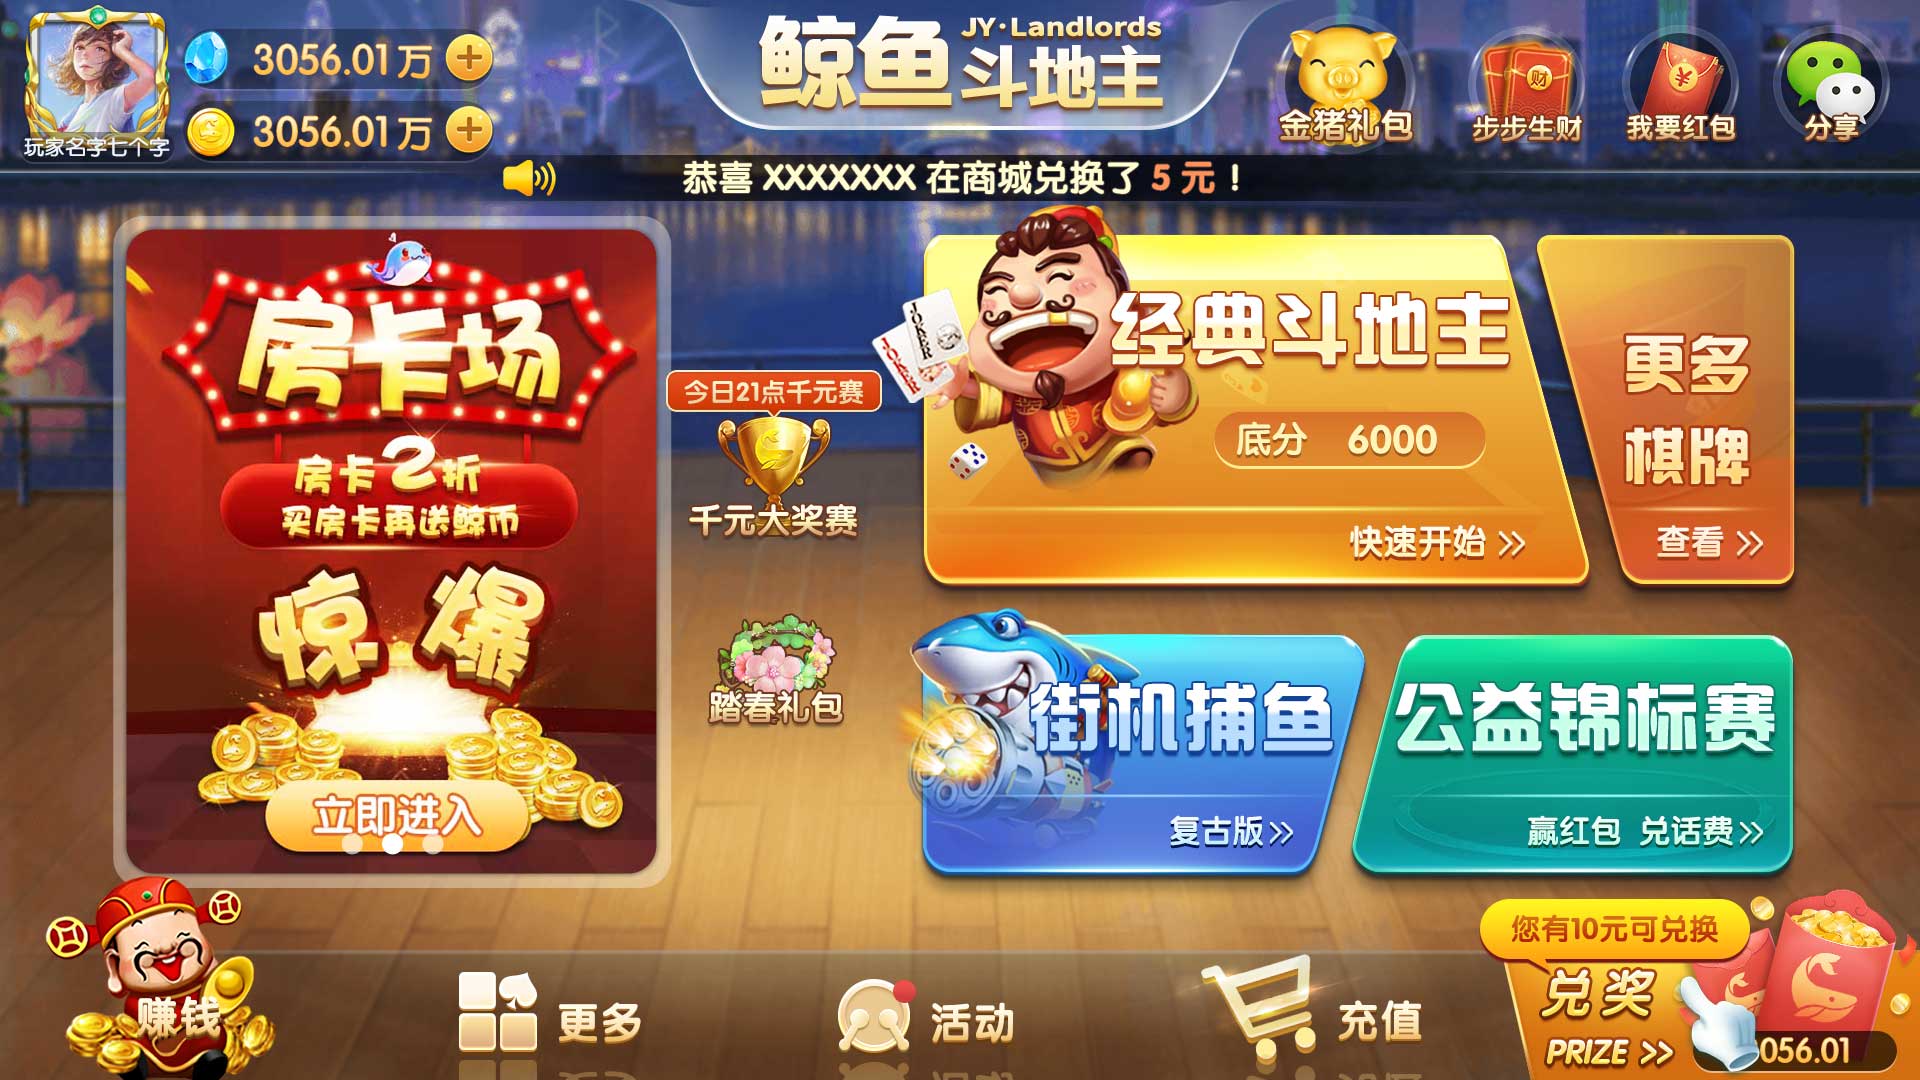 玩家名字七个字
3056.01万
3056.01万
鲸鱼斗地主
JY·Landlords
金猪礼包
步步生财
财
我要红包
¥
分享
恭喜 XXXXXXX 在商城兑换了 5 元！
房卡场
房卡2折
买房卡再送鲸币
惊爆
立即进入
今日21点千元赛
千元大奖赛
踏春礼包
JOKER
JOKER
经典斗地主
底分 6000
快速开始 >>
更多
棋牌
查看 >>
街机捕鱼
复古版>>
公益锦标赛
赢红包 兑话费>>
赚钱
更多
活动
充值
您有10元可兑换
兑奖
PRIZE >>
056.01